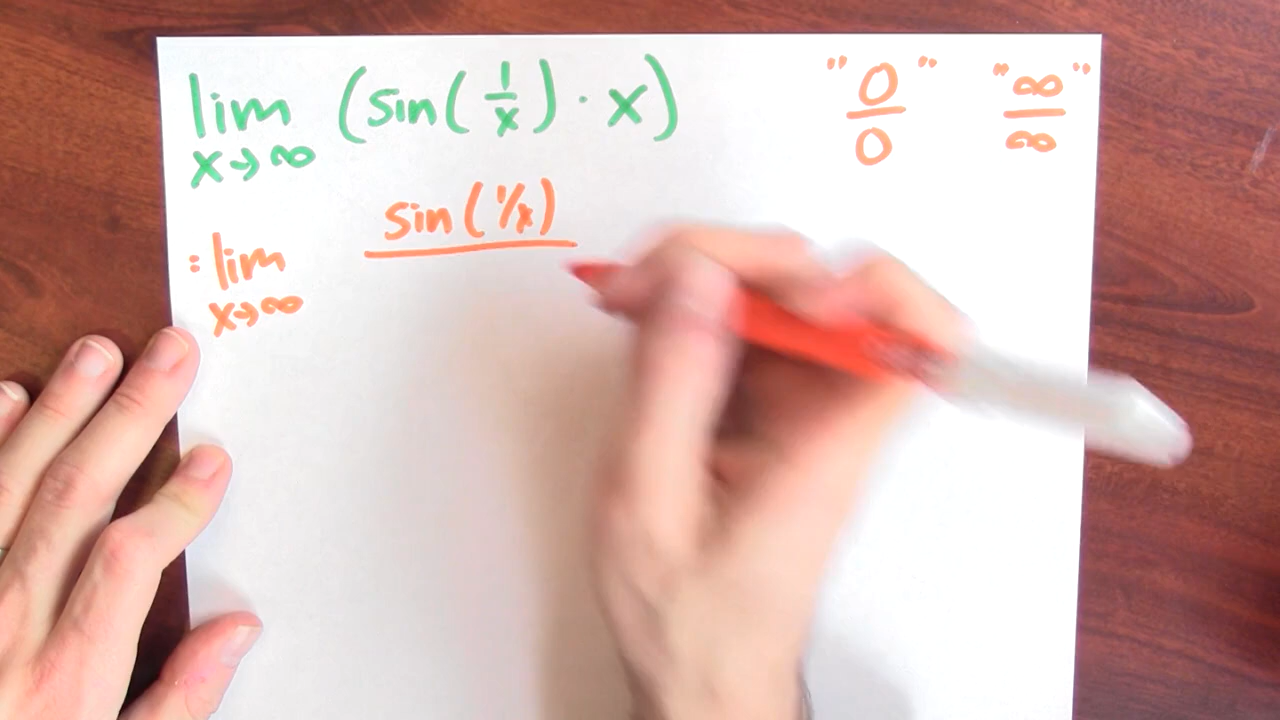 lim (sin(1/x) · x)
x→∞
"0/0" "∞/∞"
sin(1/x)
= lim
x→∞